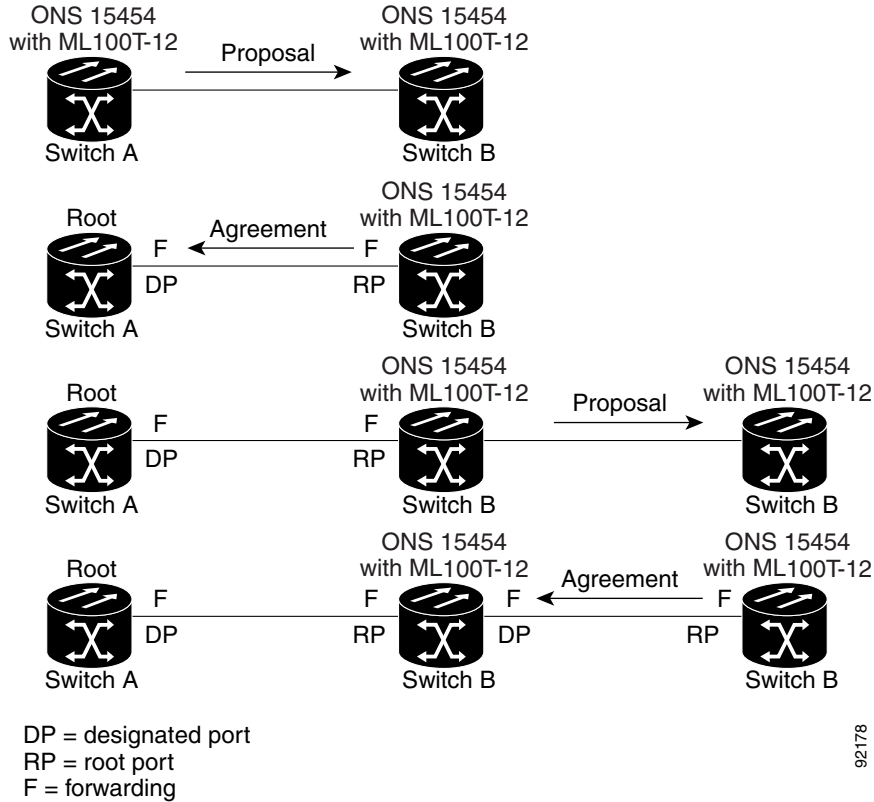 ONS 15454
with ML100T-12
ONS 15454
with ML100T-12
Proposal
Switch A
Switch B
ONS 15454
with ML100T-12
Root
Agreement
F
F
DP
RP
Switch A
Switch B
ONS 15454
with ML100T-12
ONS 15454
with ML100T-12
Root
Proposal
F
F
DP
RP
Switch A
Switch B
Switch B
ONS 15454
with ML100T-12
ONS 15454
with ML100T-12
Root
Agreement
F
F
F
F
DP
RP
DP
RP
Switch A
Switch B
Switch B
DP = designated port
RP = root port
F = forwarding
92178